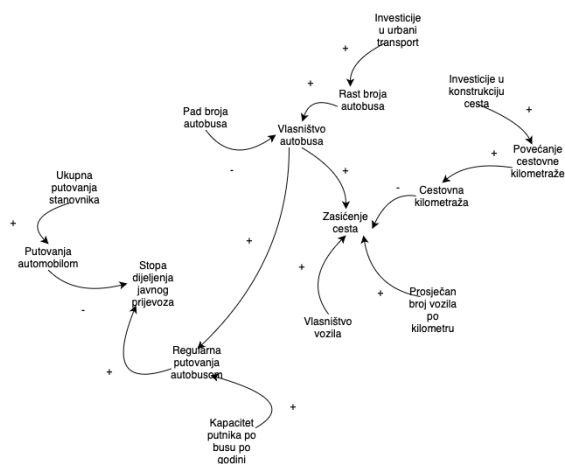 Investicije
u urbani
transport
+
+
Rast broja
autobusa
Investicije u
konstrukciju
cesta
+
Povećanje
cestovne
kilometraže
+
Pad broja
autobusa
-
Vlasništvo
autobusa
+
-
Cestovna
kilometraža
Zasićenje
cesta
Ukupna
putovanja
stanovnika
+
Putovanja
automobilom
-
Stopa
dijeljenja
javnog
prijevoza
+
+
Vlasništvo
vozila
+
Prosječan
broj vozila
po
kilometru
Regularna
putovanja
autobusom
+
+
Kapacitet
putnika po
busu po
godini